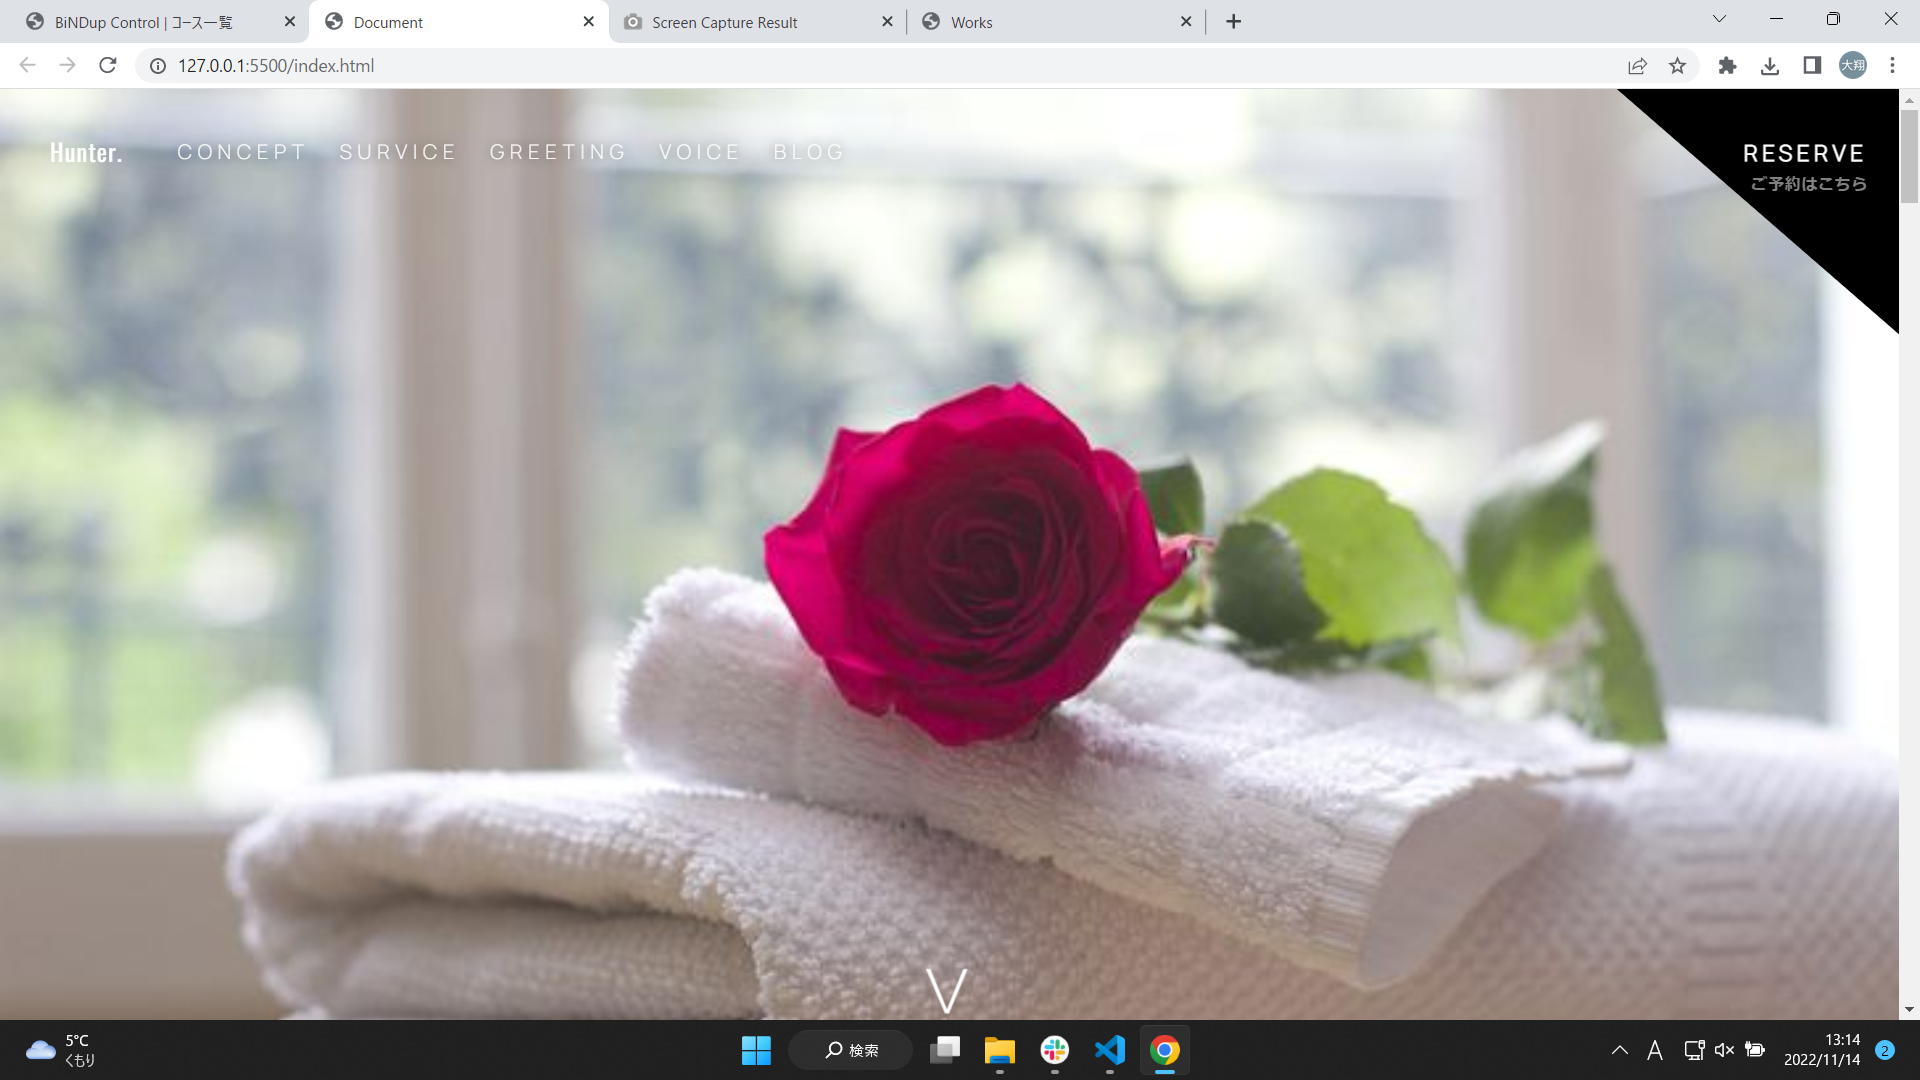 BiNDup Control | コース一覧
Document
Screen Capture Result
Works
127.0.0.1:5500/index.html
大翔
Hunter.
CONCEPT
SURVICE
GREETING
VOICE
BLOG
RESERVE
ご予約はこちら
5°C
くもり
検索
A
13:14
2022/11/14
2